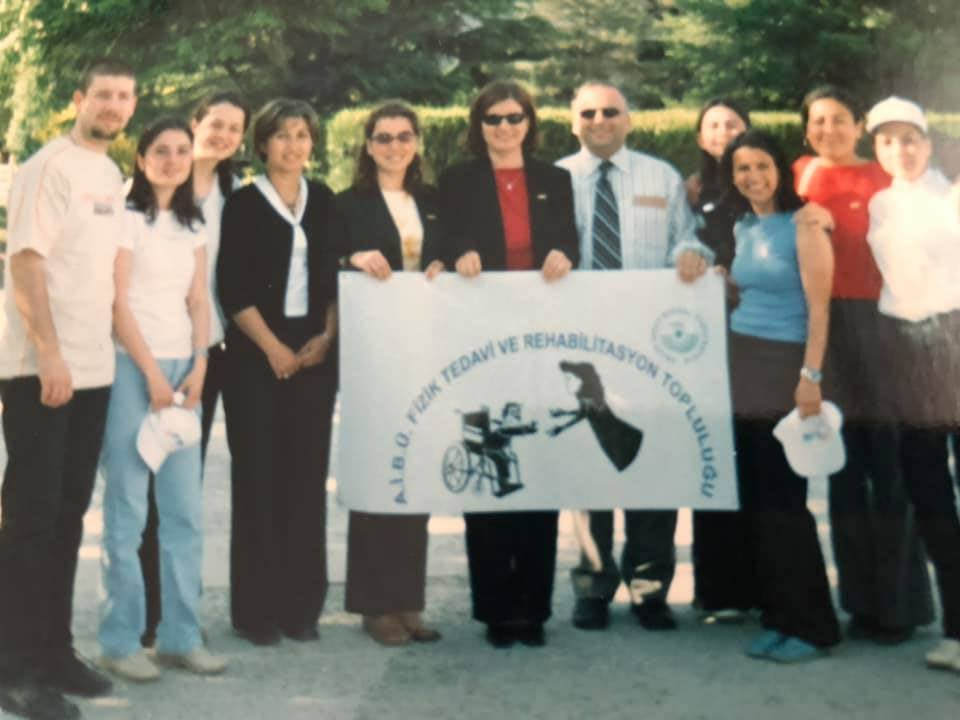 A.İ.B.Ü. FİZİK TEDAVİ VE REHABİLİTASYON TOPLULUĞU